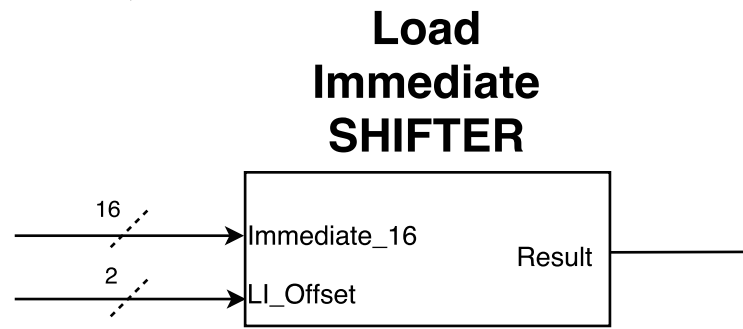 Load
Immediate
SHIFTER
16
Immediate_16
Result
2
LI_Offset